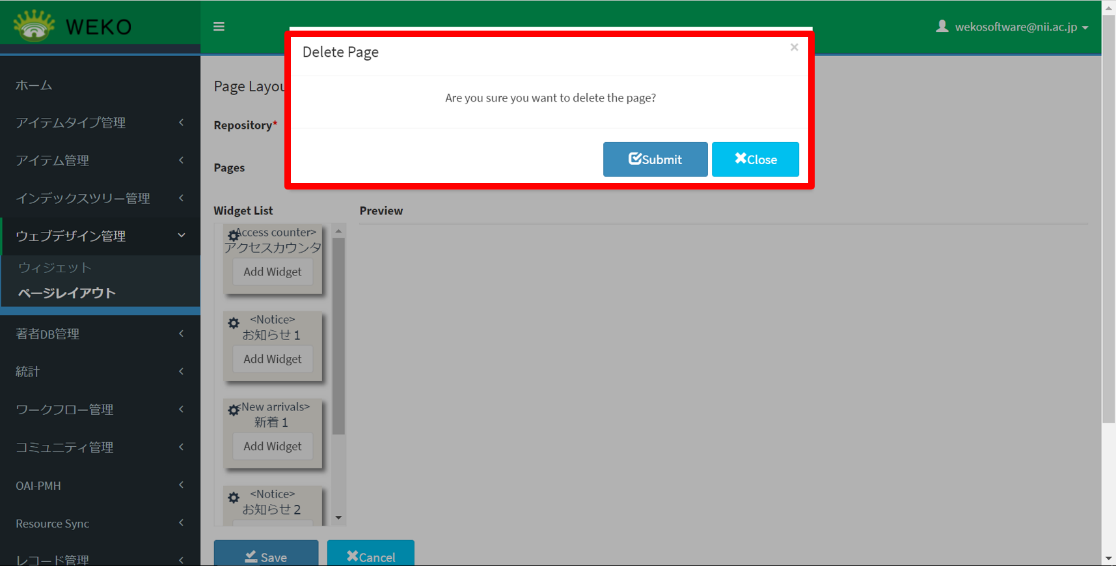 WEKO
wekosoftware@nii.ac.jp
ホーム
アイテムタイプ管理
アイテム管理
インデックスツリー管理
ウェブデザイン管理
ウィジェット
ページレイアウト
著者DB管理
統計
ワークフロー管理
コミュニティ管理
OAI-PMH
Resource Sync
レコード管理
Delete Page
×
Are you sure you want to delete the page?
Submit
Close
Page Layou
Repository*
Pages
Widget List
Preview
<Access counter>
アクセスカウンタ
Add Widget
<Notice>
お知らせ 1
Add Widget
<New arrivals>
新着 1
Add Widget
<Notice>
お知らせ 2
Save
Cancel